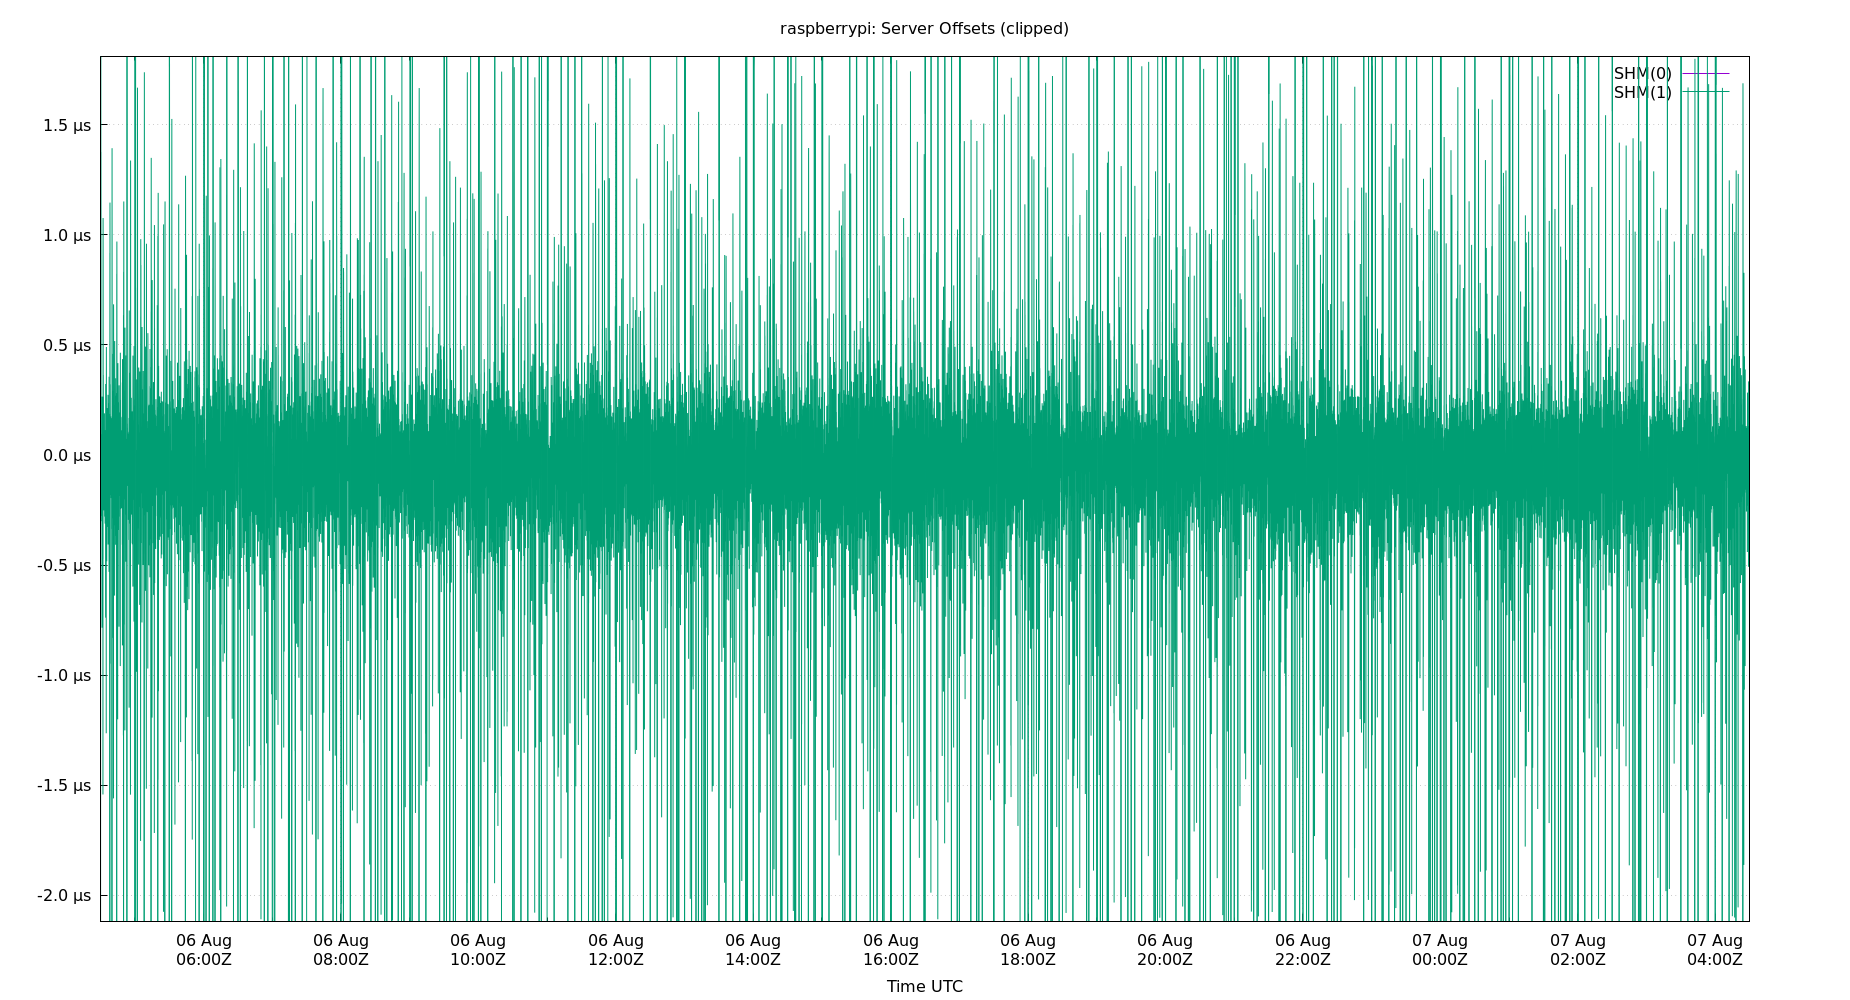 raspberrypi: Server Offsets (clipped)
SHM(0)
SHM(1)
1.5 µs
1.0 µs
0.5 µs
0.0 µs
-0.5 µs
-1.0 µs
-1.5 µs
-2.0 µs
06 Aug 06 Aug 06 Aug 06 Aug 06 Aug 06 Aug 06 Aug 06 Aug 06 Aug 07 Aug 07 Aug 07 Aug
06:00Z 08:00Z 10:00Z 12:00Z 14:00Z 16:00Z 18:00Z 20:00Z 22:00Z 00:00Z 02:00Z 04:00Z
Time UTC